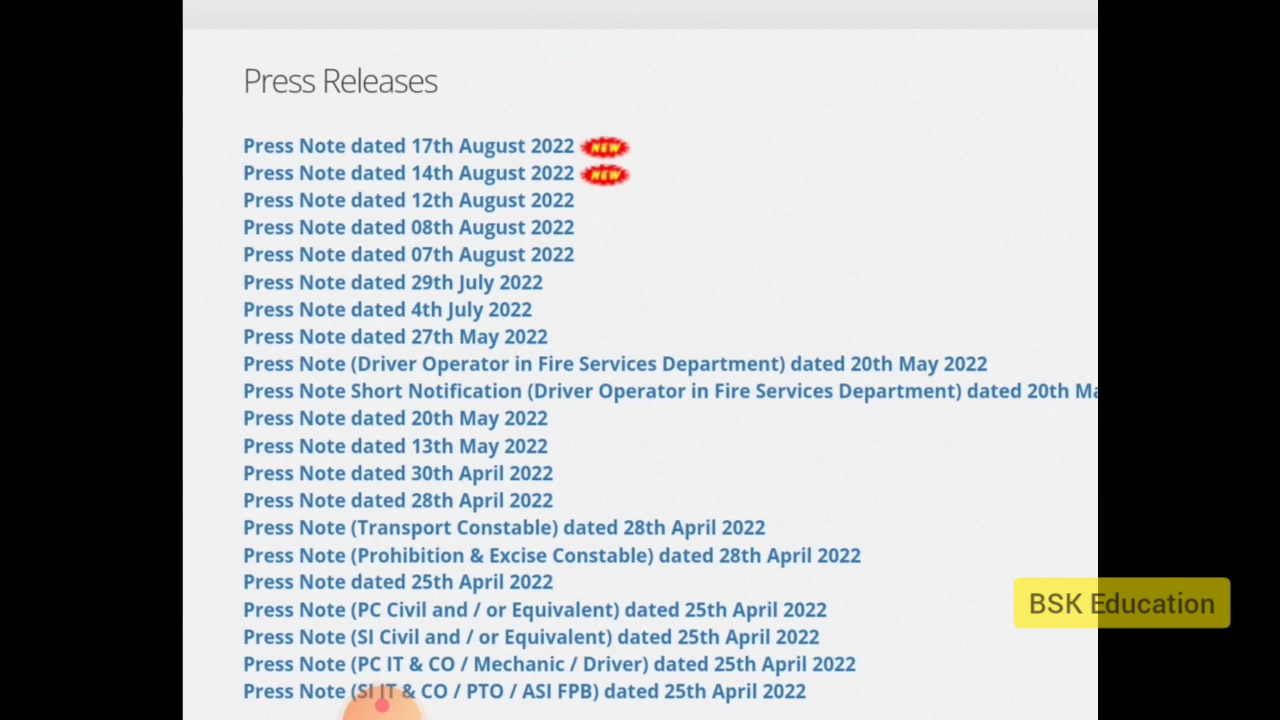 Press Releases
Press Note dated 17th August 2022 NEW
Press Note dated 14th August 2022 NEW
Press Note dated 12th August 2022
Press Note dated 08th August 2022
Press Note dated 07th August 2022
Press Note dated 29th July 2022
Press Note dated 4th July 2022
Press Note dated 27th May 2022
Press Note (Driver Operator in Fire Services Department) dated 20th May 2022
Press Note Short Notification (Driver Operator in Fire Services Department) dated 20th Ma
Press Note dated 20th May 2022
Press Note dated 13th May 2022
Press Note dated 30th April 2022
Press Note dated 28th April 2022
Press Note (Transport Constable) dated 28th April 2022
Press Note (Prohibition & Excise Constable) dated 28th April 2022
Press Note dated 25th April 2022
BSK Education
Press Note (PC Civil and / or Equivalent) dated 25th April 2022
Press Note (SI Civil and / or Equivalent) dated 25th April 2022
Press Note (PC IT & CO / Mechanic / Driver) dated 25th April 2022
Press Note (SI IT & CO / PTO / ASI FPB) dated 25th April 2022